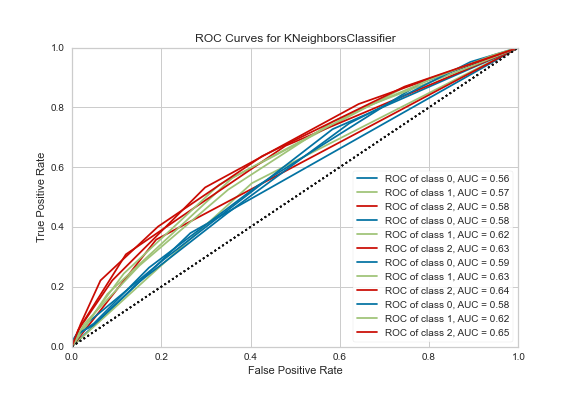 ROC Curves for KNeighborsClassifier
1.0
0.8
0.6
0.4
0.2
0.0
True Positive Rate
ROC of class 0, AUC = 0.56
ROC of class 1, AUC = 0.57
ROC of class 2, AUC = 0.58
ROC of class 0, AUC = 0.58
ROC of class 1, AUC = 0.62
ROC of class 2, AUC = 0.63
ROC of class 0, AUC = 0.59
ROC of class 1, AUC = 0.63
ROC of class 2, AUC = 0.64
ROC of class 0, AUC = 0.58
ROC of class 1, AUC = 0.62
ROC of class 2, AUC = 0.65
0.0 0.2 0.4 0.6 0.8 1.0
False Positive Rate